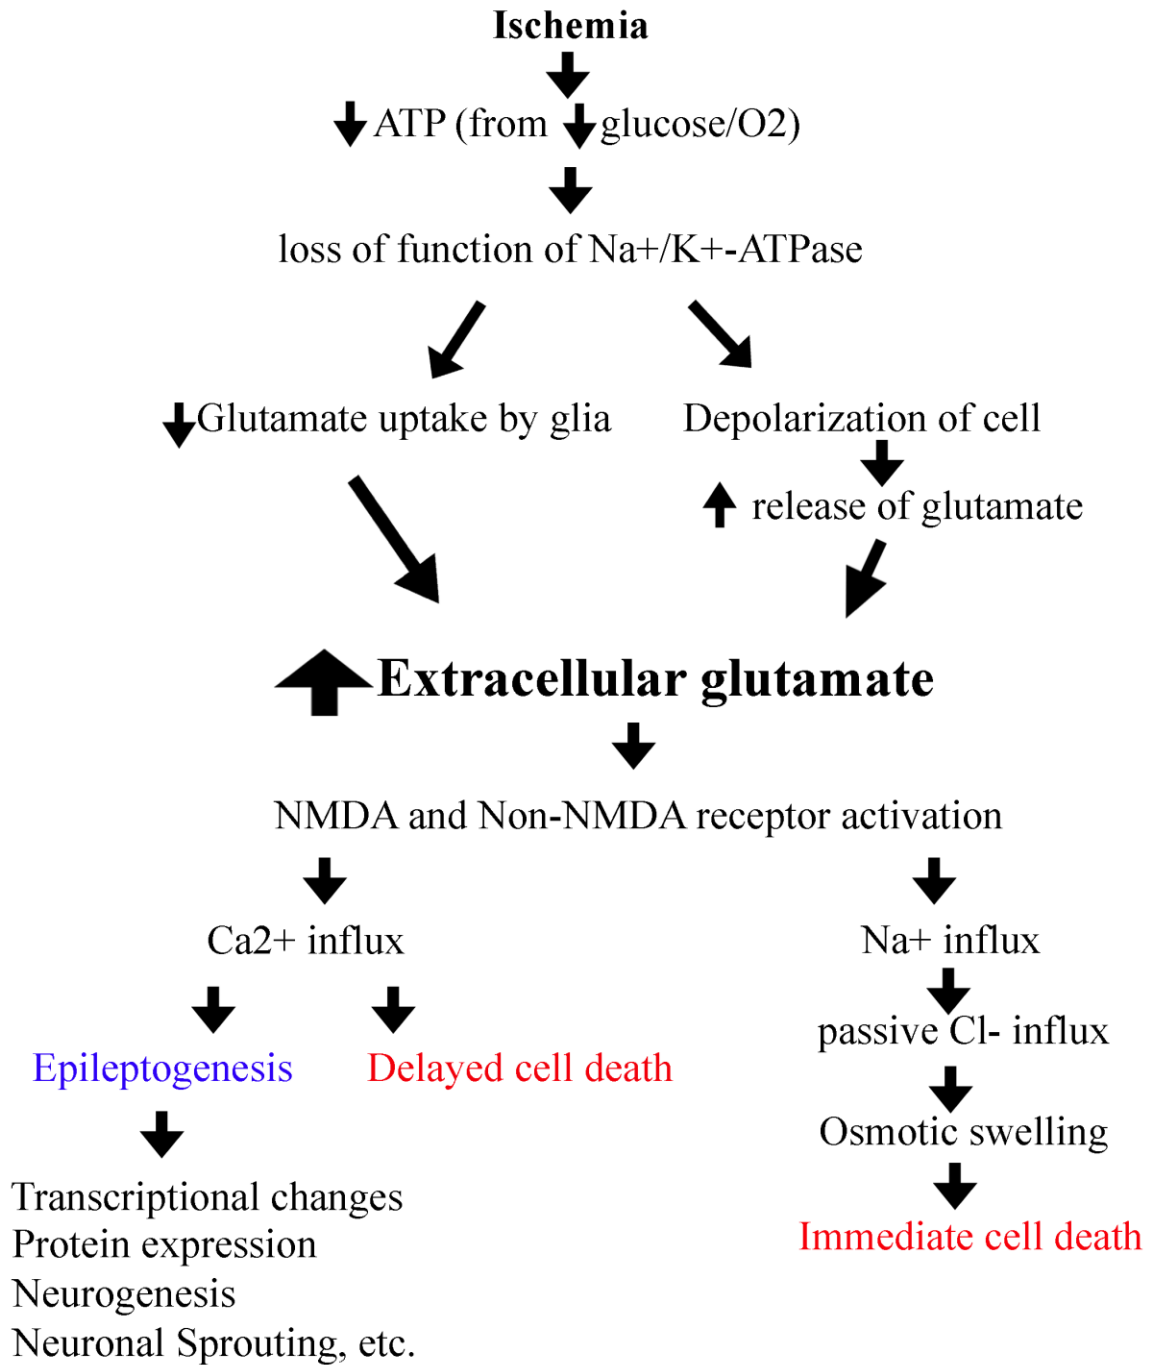 Ischemia
ATP (from glucose/O2)
loss of function of Na+/K+-ATPase
Glutamate uptake by glia
Depolarization of cell
release of glutamate
Extracellular glutamate
NMDA and Non-NMDA receptor activation
Ca2+ influx
Na+ influx
passive Cl- influx
Epileptogenesis
Delayed cell death
Osmotic swelling
Transcriptional changes
Protein expression
Neurogenesis
Neuronal Sprouting, etc.
Immediate cell death